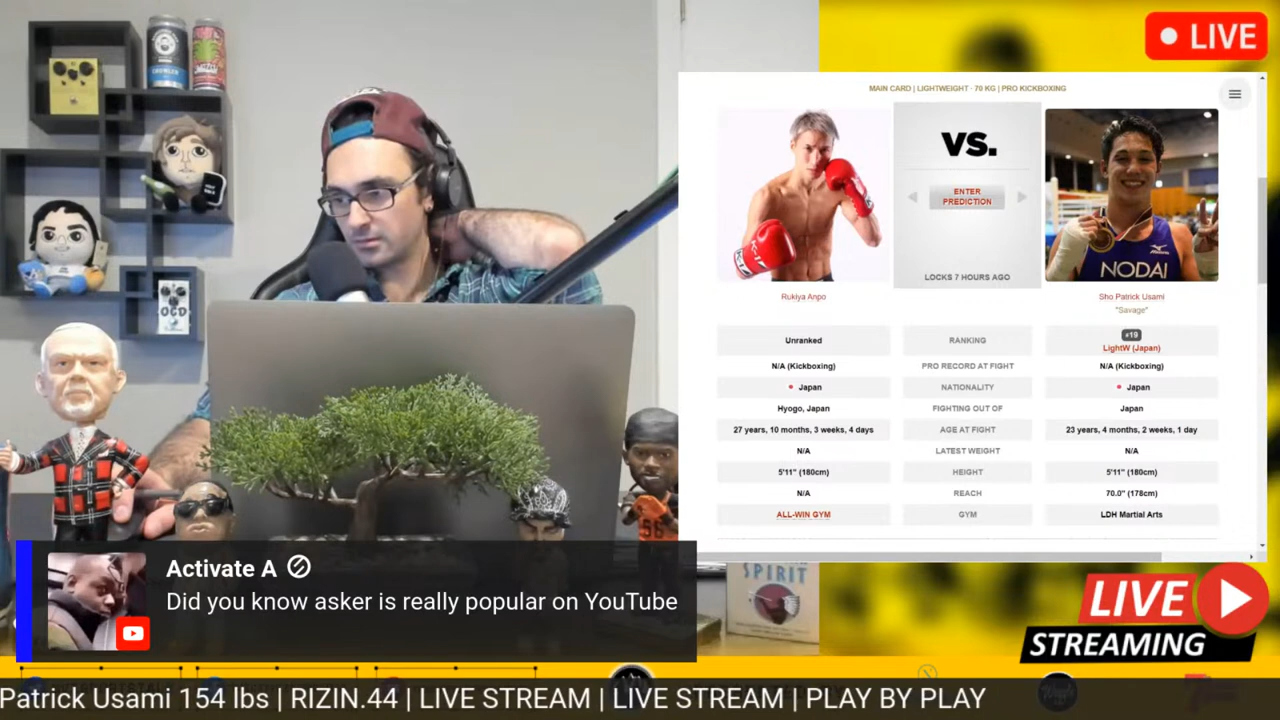 LIVE
MAIN CARD | LIGHTWEIGHT · 70 KG | PRO KICKBOXING
VS.
ENTER
PREDICTION
LOCKS 7 HOURS AGO
NODAI
Rukiya Anpo
Sho Patrick Usami
"Savage"
Unranked
RANKING
#19
LightW (Japan)
N/A (Kickboxing)
PRO RECORD AT FIGHT
N/A (Kickboxing)
Japan
NATIONALITY
Japan
Hyogo, Japan
FIGHTING OUT OF
Japan
27 years, 10 months, 3 weeks, 4 days
AGE AT FIGHT
23 years, 4 months, 2 weeks, 1 day
N/A
LATEST WEIGHT
N/A
5'11" (180cm)
HEIGHT
5'11" (180cm)
N/A
REACH
70.0" (178cm)
ALL-WIN GYM
GYM
LDH Martial Arts
OCD
56
SPIRIT
Activate A
Did you know asker is really popular on YouTube
LIVE
STREAMING
Patrick Usami 154 lbs | RIZIN.44 | LIVE STREAM | LIVE STREAM | PLAY BY PLAY